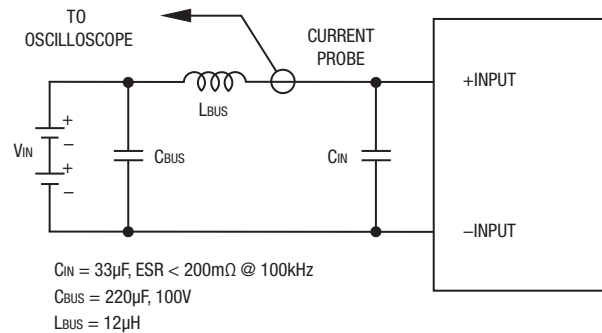 TO
OSCILLOSCOPE
CURRENT
PROBE
+INPUT
LBUS
VIN
+
−
+
−
CBUS
CIN
−INPUT
CIN = 33µF, ESR < 200mΩ @ 100kHz
CBUS = 220µF, 100V
LBUS = 12µH